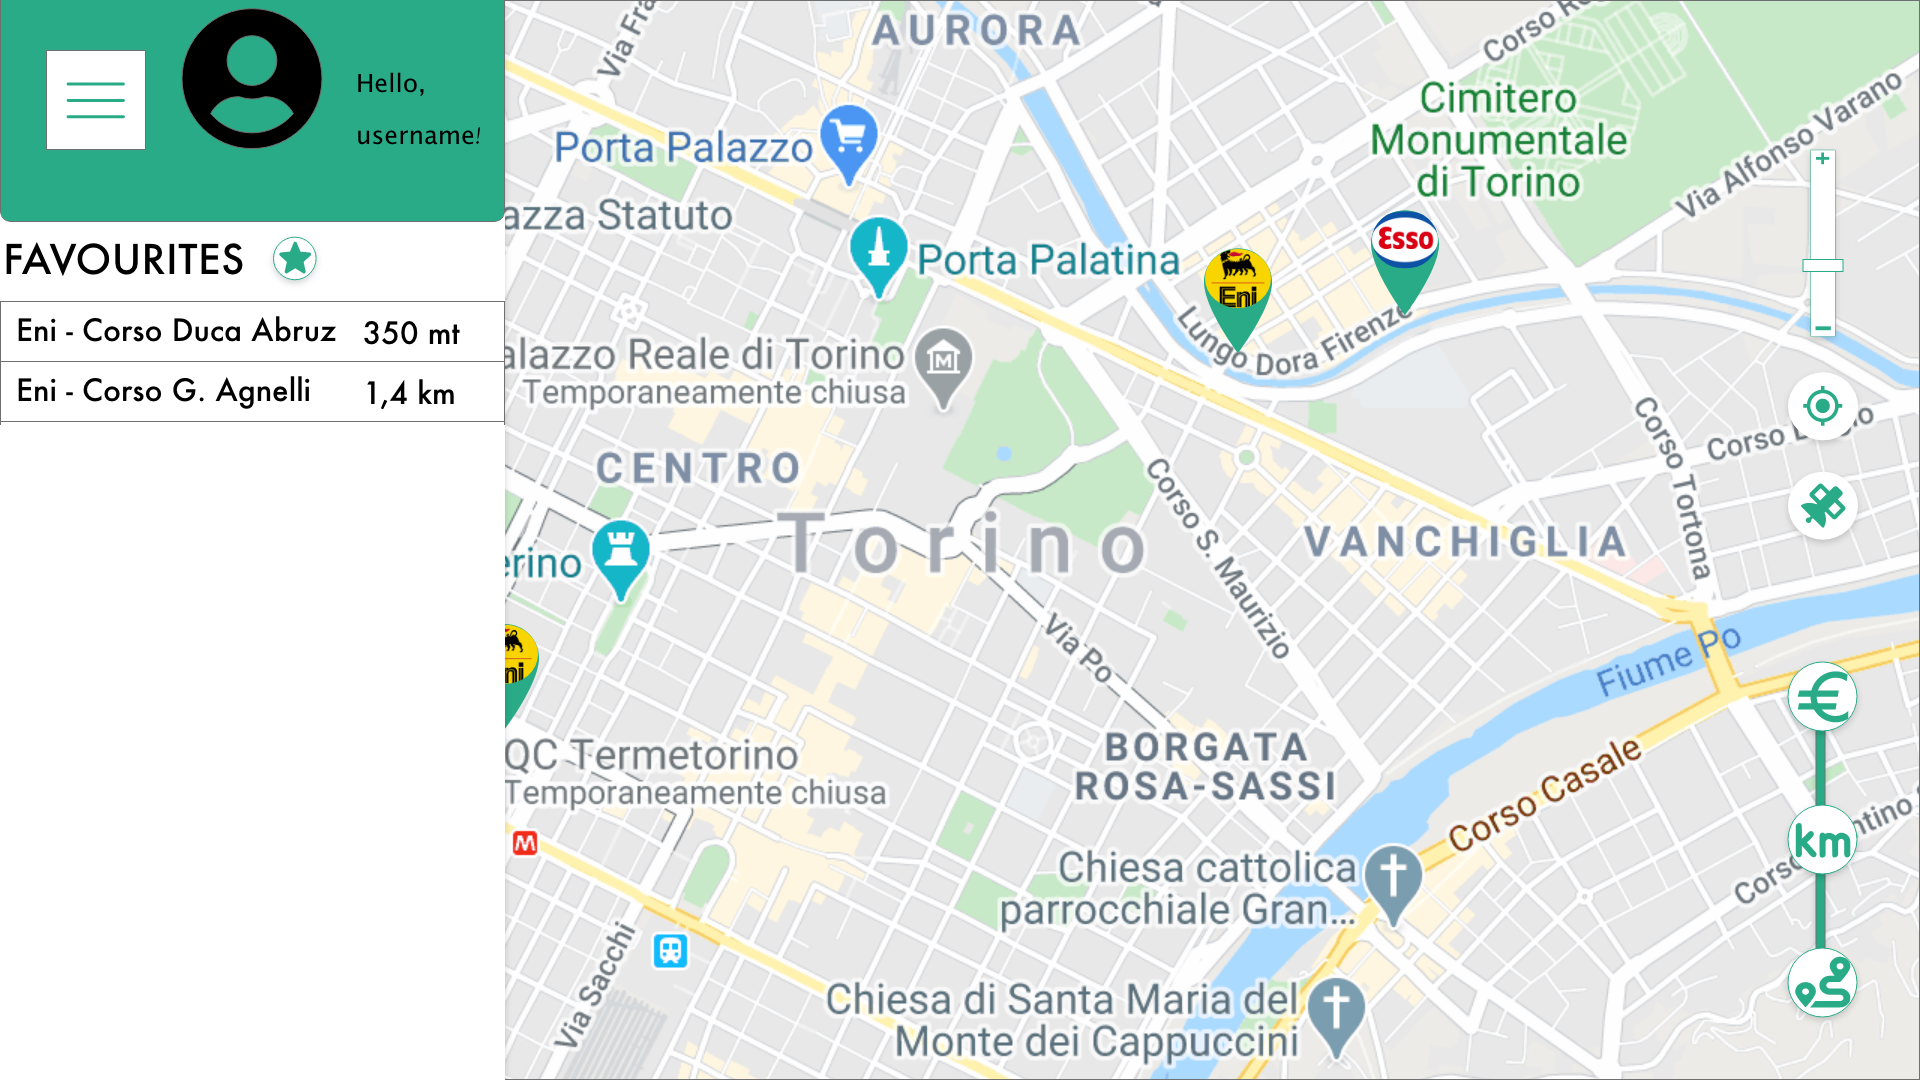 Hello,
username!
FAVOURITES
Eni - Corso Duca Abruz 350 mt
Eni - Corso G. Agnelli 1,4 km
AURORA
Via Fra
Corso
Cimitero
Monumentale
di Torino
Via Alfonso Varano
Porta Palazzo
azza Statuto
Porta Palatina
Esso
Eni
Lungo Dora Firenze
alazzo Reale di Torino
Temporaneamente chiusa
CENTRO
Torino
erino
Corso S. Maurizio
VANCHIGLIA
Corso Tortona
Corso
Via Po
Fiume Po
ni
QC Termetorino
Temporaneamente chiusa
BORGATA
ROSA-SASSI
Corso Casale
M
Chiesa cattolica
parrocchiale Gran...
Via Sacchi
Chiesa di Santa Maria del
Monte dei Cappuccini
Corso
ntino
+
−
€
km